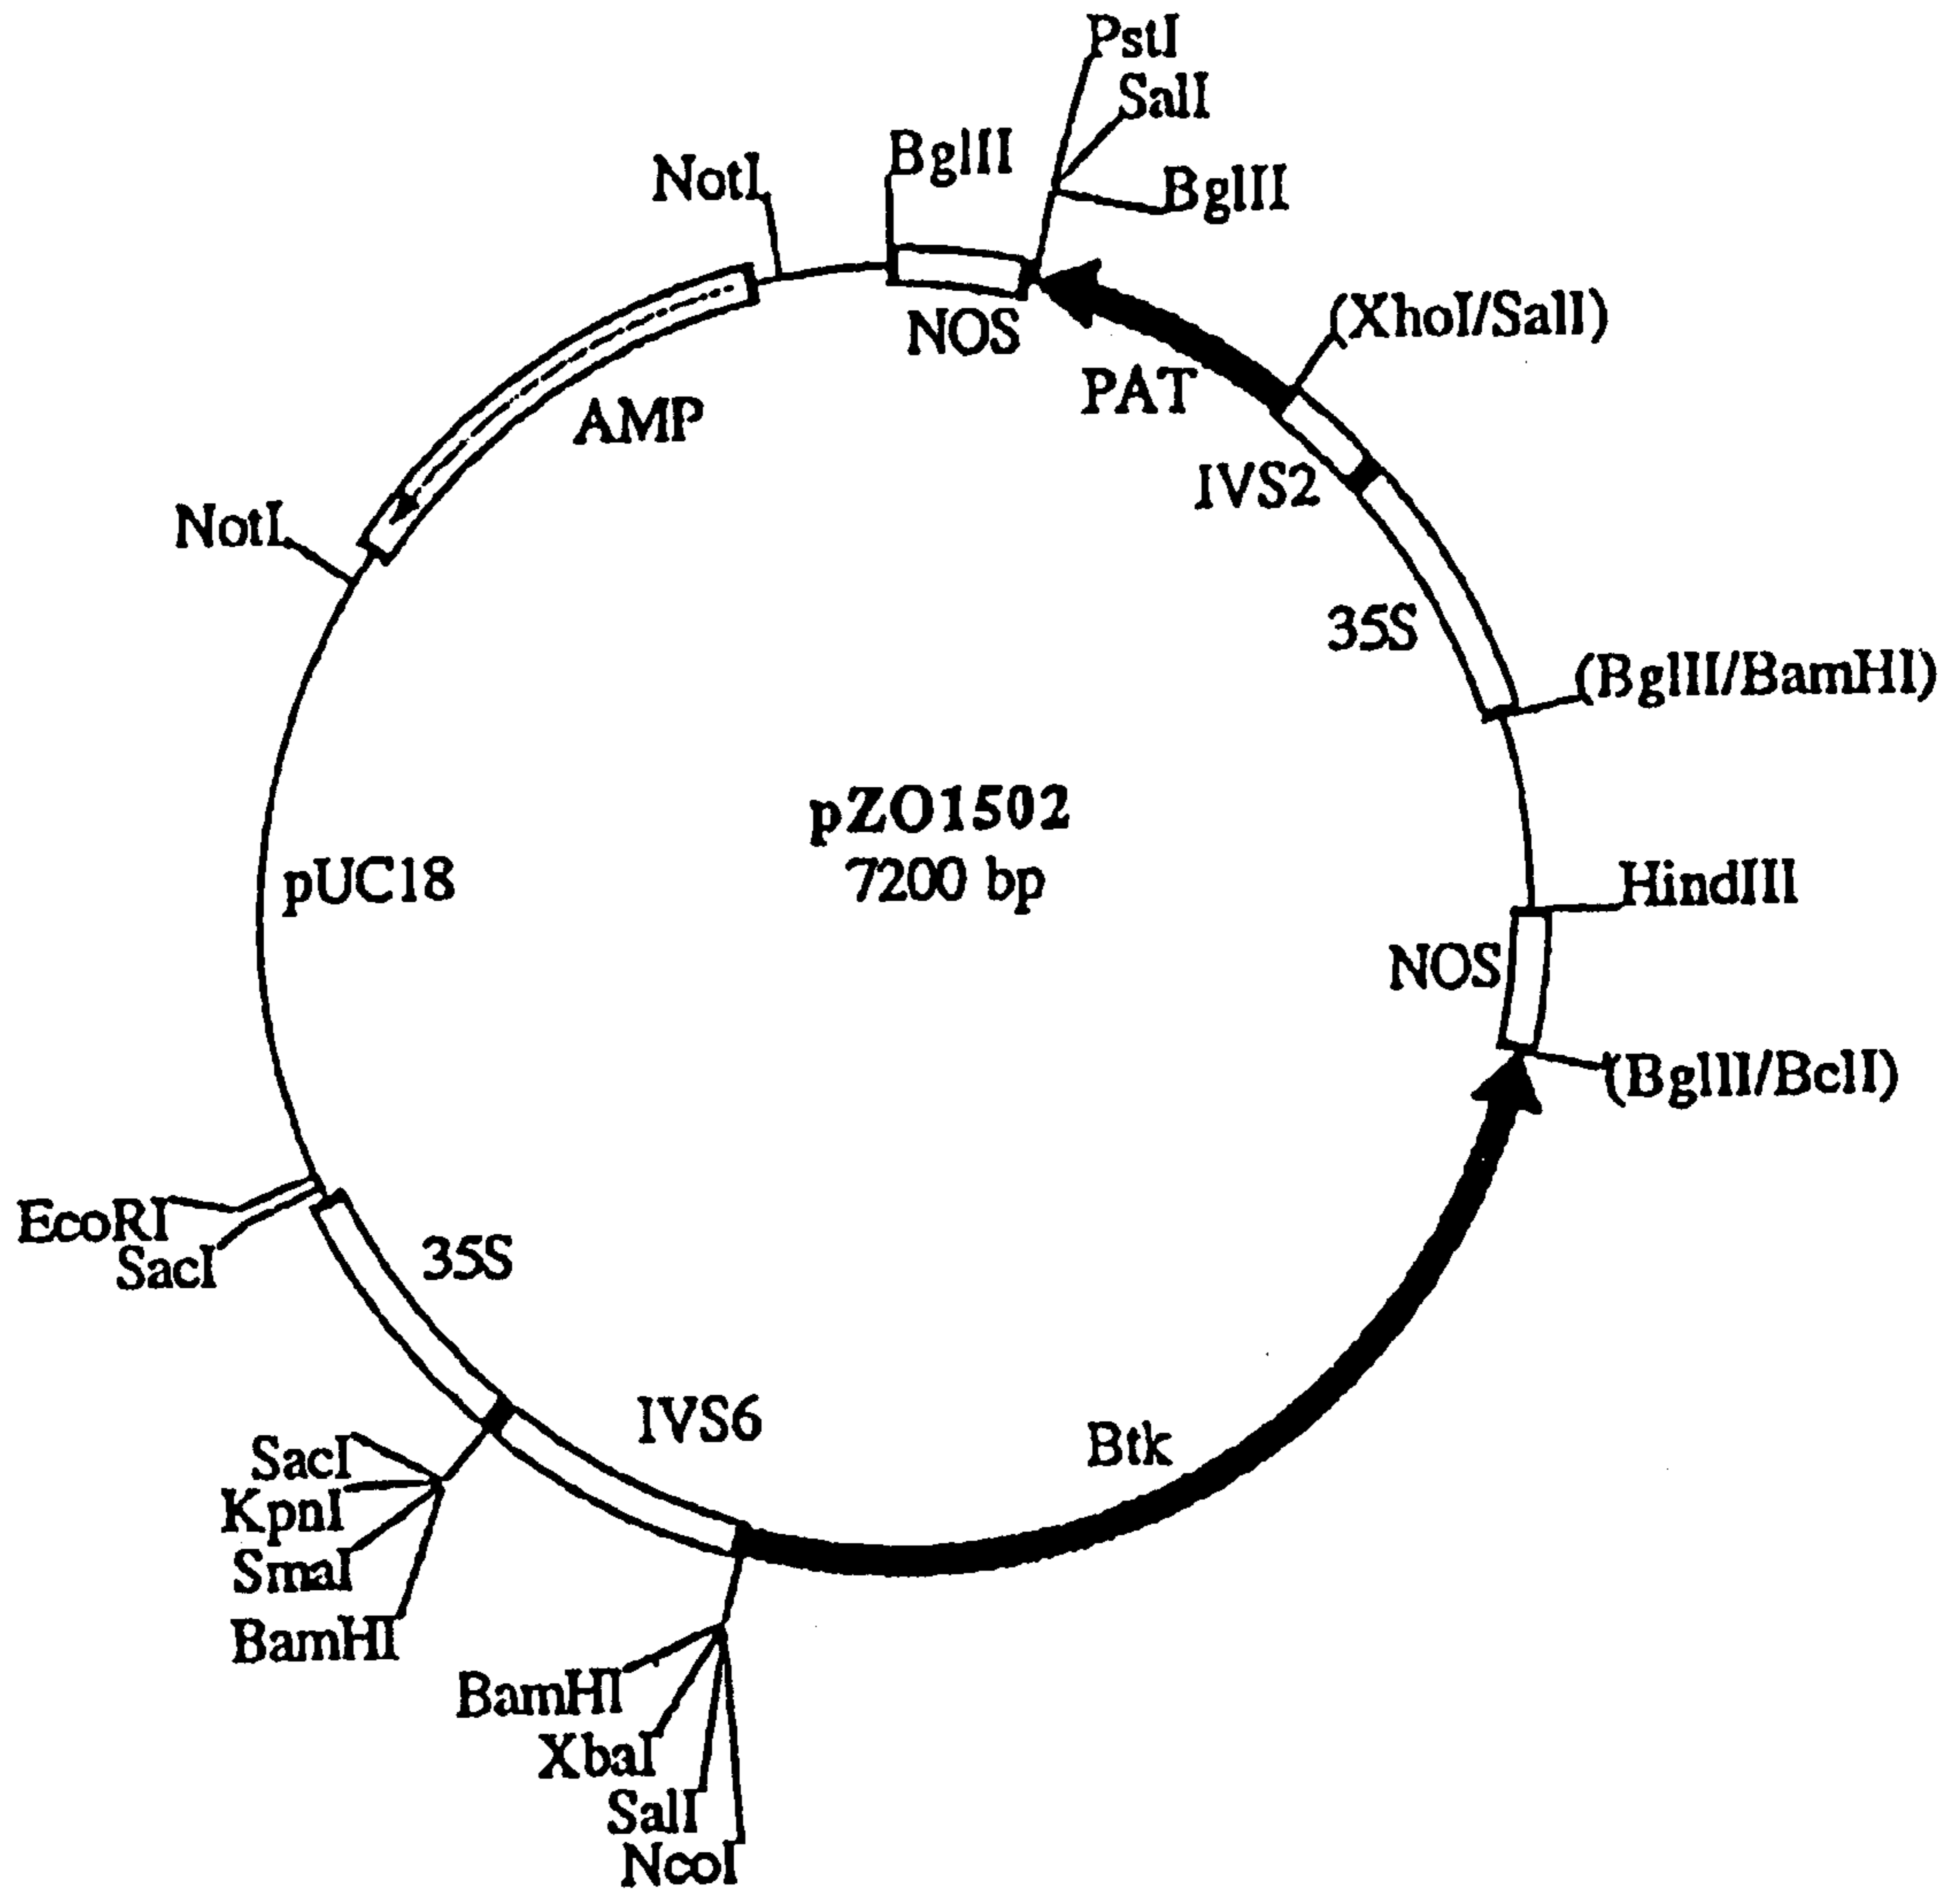 PstI
SalI
BglII
BglII
NotI
(XhoI/SalI)
NOS
PAT
AMP
IVS2
NotI
35S
(BglII/BamHI)
pZO1502
7200 bp
pUC18
HindIII
NOS
(BglII/BclI)
EcoRI
SacI
35S
IVS6
Btk
SacI
KpnI
SmaI
BamHI
BamHI
XbaI
SalI
NcoI